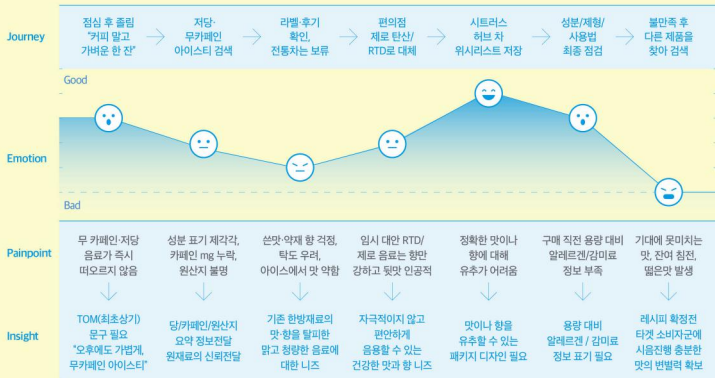 Journey
점심 후 졸림
"커피 말고
가벼운 한 잔"
저당·
무카페인
아이스티 검색
라벨·후기
확인,
전통차는 보류
편의점
제로 탄산/
RTD로 대체
시트러스
허브 차
위시리스트 저장
성분/제형/
사용법
최종 점검
불만족 후
다른 제품을
찾아 검색
Emotion
Good
Bad
Painpoint
무 카페인·저당
음료가 즉시
떠오르지 않음
성분 표기 제각각,
카페인 mg 누락,
원산지 불명
쓴맛·약재 향 걱정,
탁도 우려,
아이스에서 맛 약함
임시 대안 RTD/
제로 음료는 향만
강하고 뒷맛 인공적
정확한 맛이나
향에 대해
유추가 어려움
구매 직전 용량 대비
알레르겐/감미료
정보 부족
기대에 못미치는
맛, 잔여 침전,
떫은맛 발생
Insight
TOM(최초상기)
문구 필요
"오후에도 가볍게,
무카페인 아이스티"
당/카페인/원산지
요약 정보전달
원재료의 신뢰전달
기존 한방재료의
맛·향을 탈피한
맑고 청량한 음료에
대한 니즈
자극적이지 않고
편안하게
음용할 수 있는
건강한 맛과 향 니즈
맛이나 향을
유추할 수 있는
패키지 디자인 필요
용량 대비
알레르겐 / 감미료
정보 표기 필요
레시피 확정전
타겟 소비자군에
시음진행 충분한
맛의 변별력 확보